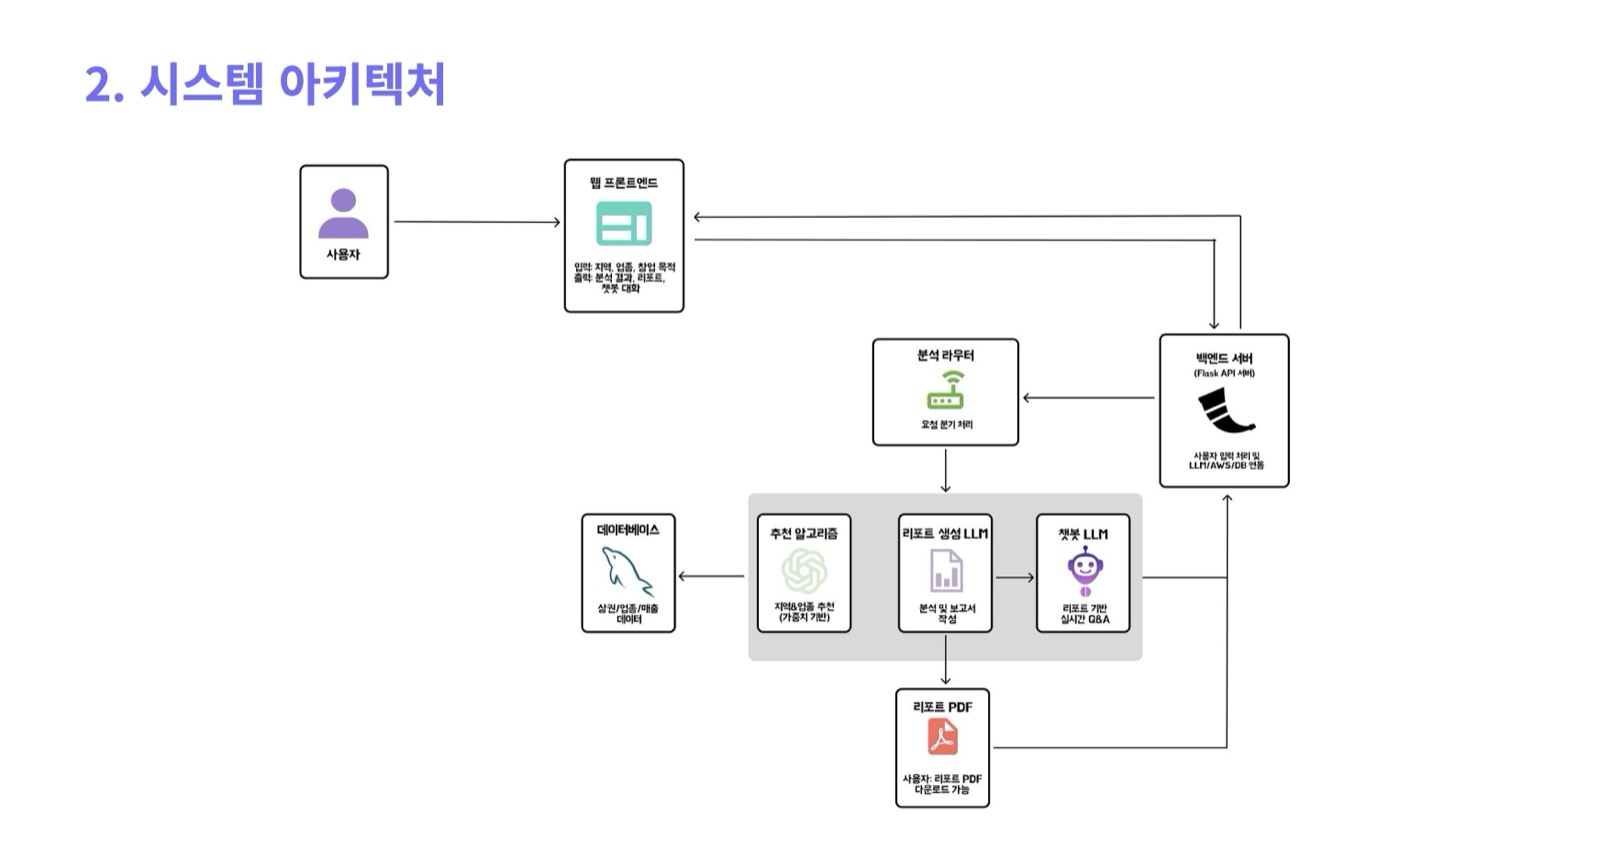 2. 시스템 아키텍처
사용자
웹 프론트엔드
입력: 지역, 업종, 창업 목적
출력: 분석 결과, 리포트,
챗봇 대화
분석 라우터
요청 분기 처리
백엔드 서버
(Flask API 서버)
사용자 입력 처리 및
LLM/AWS/DB 연동
데이터베이스
상권/업종/매출
데이터
추천 알고리즘
지역&업종 추천
(가중치 기반)
리포트 생성 LLM
분석 및 보고서
작성
챗봇 LLM
리포트 기반
실시간 Q&A
리포트 PDF
사용자: 리포트 PDF
다운로드 가능